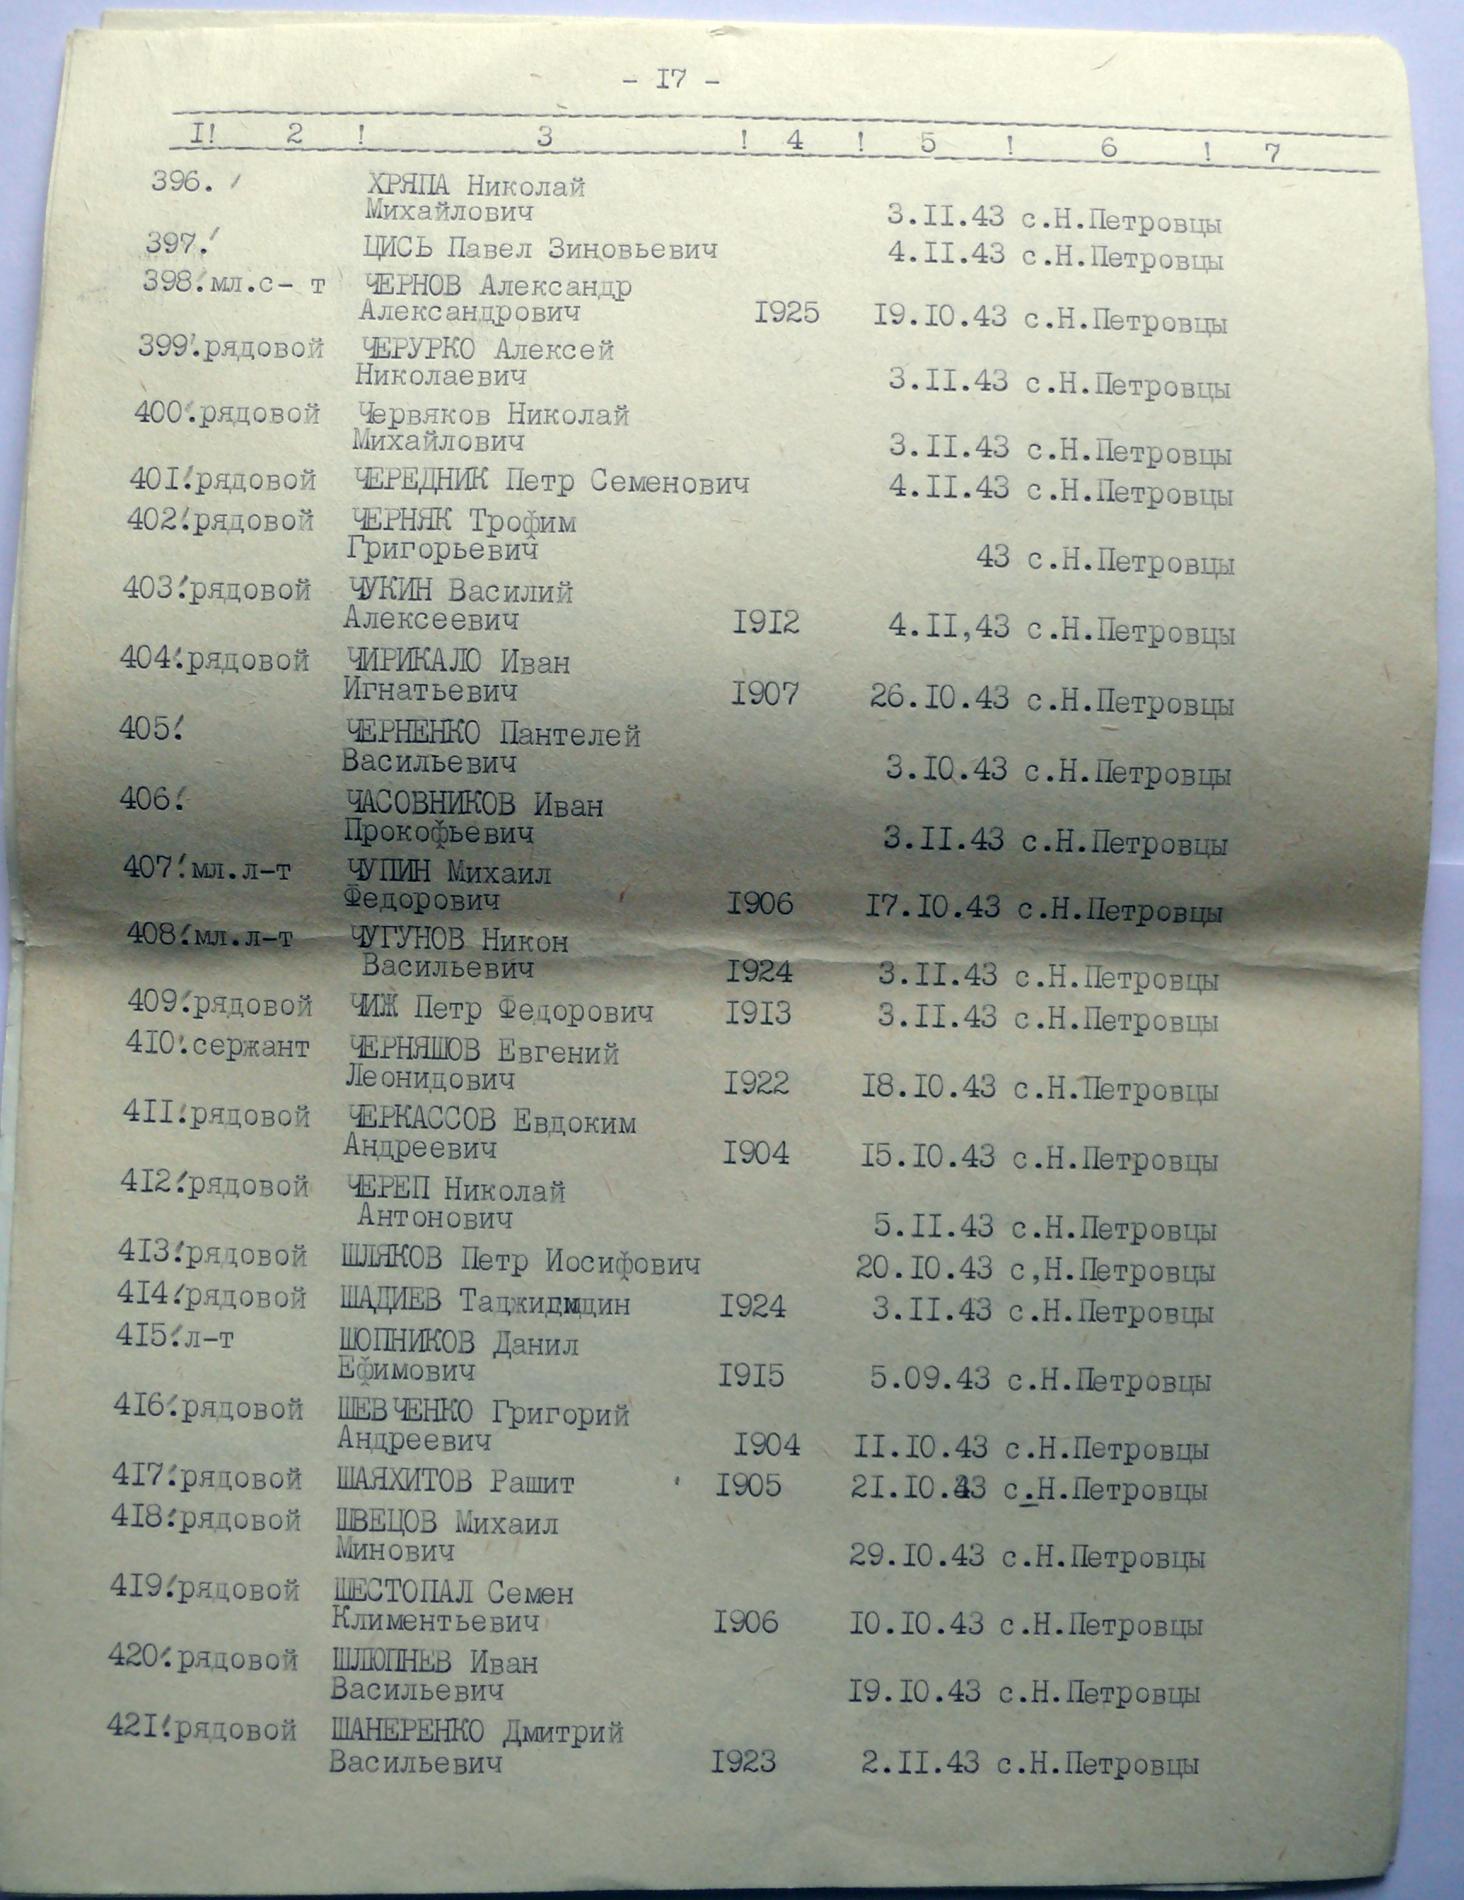 - I7 -
I! 2 ! 3 ! 4 ! 5 ! 6 ! 7
396. ХРЯПА Николай
Михайлович 3.II.43 с.Н.Петровцы
397. ЦИСЬ Павел Зиновьевич 4.II.43 с.Н.Петровцы
398.мл.с- т ЧЕРНОВ Александр
Александрович I925 I9.I0.43 с.Н.Петровцы
399.рядовой ЧЕРУРКО Алексей
Николаевич 3.II.43 с.Н.Петровцы
400.рядовой Червяков Николай
Михайлович 3.II.43 с.Н.Петровцы
40I.рядовой ЧЕРЕДНИК Петр Семенович 4.II.43 с.Н.Петровцы
402.рядовой ЧЕРНЯК Трофим
Григорьевич 43 с.Н.Петровцы
403.рядовой ЧУКИН Василий
Алексеевич I9I2 4.II,43 с.Н.Петровцы
404.рядовой ЧИРИКАЛО Иван
Игнатьевич I907 26.I0.43 с.Н.Петровцы
405. ЧЕРНЕНКО Пантелей
Васильевич 3.I0.43 с.Н.Петровцы
406. ЧАСОВНИКОВ Иван
Прокофьевич 3.II.43 с.Н.Петровцы
407.мл.л-т ЧУПИН Михаил
Федорович I906 I7.I0.43 с.Н.Петровцы
408.мл.л-т ЧУГУНОВ Никон
Васильевич I924 3.II.43 с.Н.Петровцы
409.рядовой ЧИЖ Петр Федорович I9I3 3.II.43 с.Н.Петровцы
4I0.сержант ЧЕРНЯШОВ Евгений
Леонидович I922 I8.I0.43 с.Н.Петровцы
4II.рядовой ЧЕРКАССОВ Евдоким
Андреевич I904 I5.I0.43 с.Н.Петровцы
4I2.рядовой ЧЕРЕП Николай
Антонович 5.II.43 с.Н.Петровцы
4I3.рядовой ШЛЯКОВ Петр Иосифович 20.I0.43 с,Н.Петровцы
4I4.рядовой ШАДИЕВ I924 3.II.43 с.Н.Петровцы
4I5.л-т ШОПНИКОВ Данил
Ефимович I9I5 5.09.43 с.Н.Петровцы
4I6.рядовой ШЕВЧЕНКО Григорий
Андреевич I904 II.I0.43 с.Н.Петровцы
4I7.рядовой ШАЯХИТОВ Рашит I905 2I.I0.43 с.Н.Петровцы
4I8.рядовой ШВЕЦОВ Михаил
Минович 29.I0.43 с.Н.Петровцы
4I9.рядовой ШЕСТОПАЛ Семен
Климентьевич I906 I0.I0.43 с.Н.Петровцы
420.рядовой ШЛЮПНЕВ Иван
Васильевич I9.I0.43 с.Н.Петровцы
42I.рядовой ШАНЕРЕНКО Дмитрий
Васильевич I923 2.II.43 с.Н.Петровцы